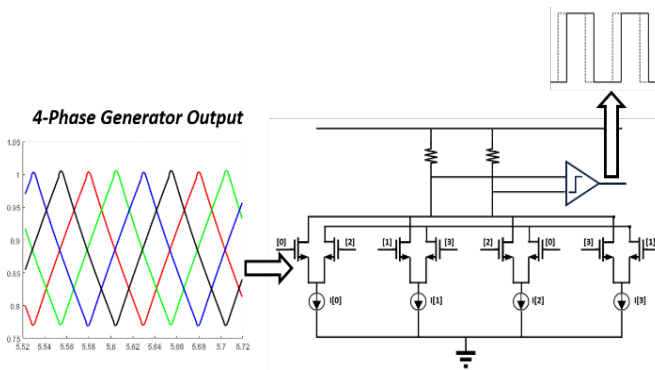 4-Phase Generator Output
1.05
1
0.95
0.9
0.85
0.8
0.75
5.52 5.54 5.56 5.58 5.6 5.62 5.64 5.66 5.68 5.7 5.72
[0] [2] [1] [3] [2] [0] [3] [1]
I[0] I[1] I[2] I[3]